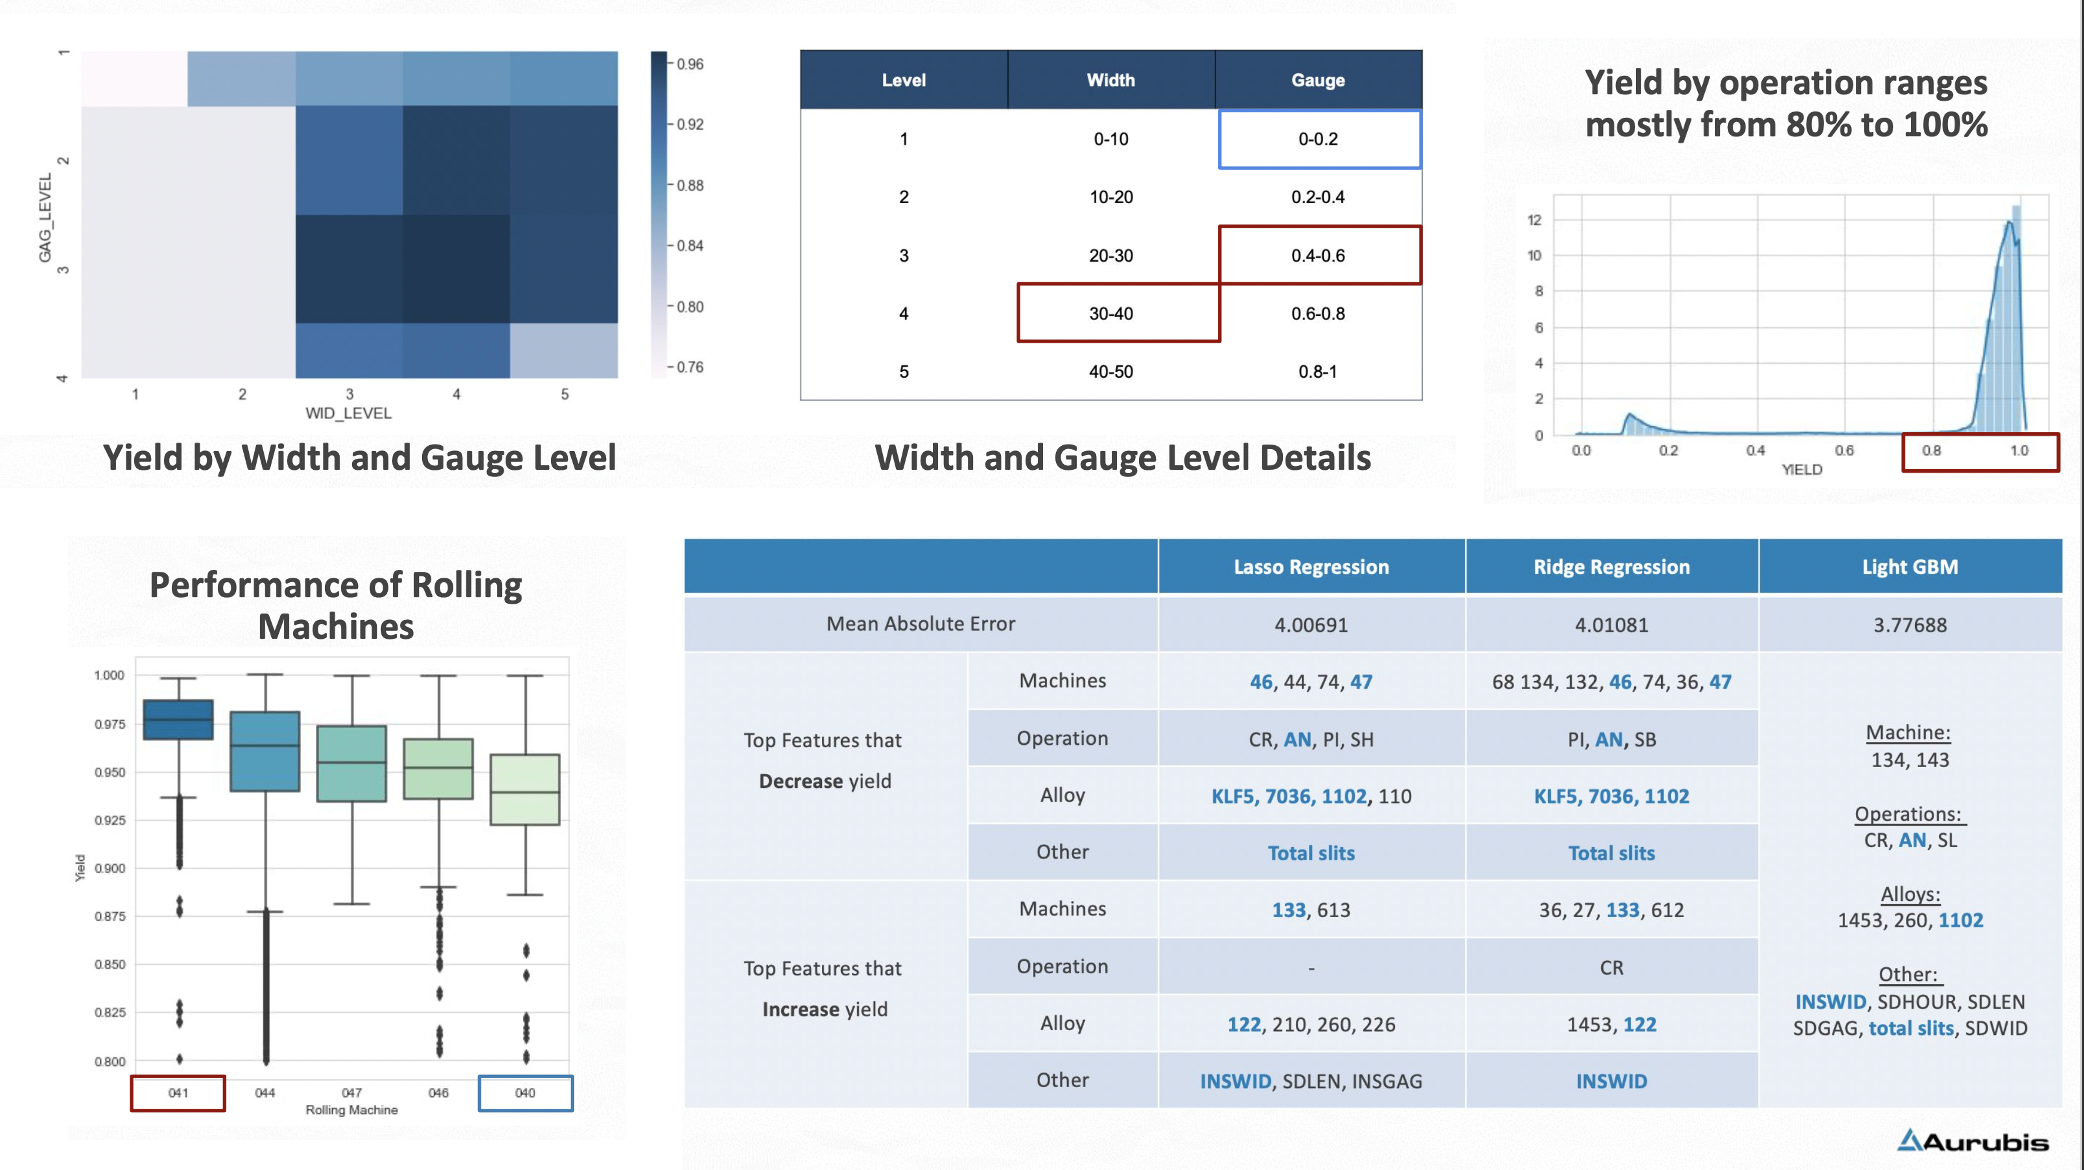 1
2
3
4
GAG_LEVEL
1 2 3 4 5
WID_LEVEL
0.96
0.92
0.88
0.84
0.80
0.76
Yield by Width and Gauge Level
Level Width Gauge
1 0-10 0-0.2
2 10-20 0.2-0.4
3 20-30 0.4-0.6
4 30-40 0.6-0.8
5 40-50 0.8-1
Width and Gauge Level Details
Yield by operation ranges
mostly from 80% to 100%
12
10
8
6
4
2
0
0.0 0.2 0.4 0.6 0.8 1.0
YIELD
Performance of Rolling
Machines
1.000
0.975
0.950
0.925
0.900
0.875
0.850
0.825
0.800
Yield
041 044 047 046 040
Rolling Machine
Lasso Regression Ridge Regression Light GBM
Mean Absolute Error 4.00691 4.01081 3.77688
Top Features that
Decrease yield
Machines 46, 44, 74, 47 68 134, 132, 46, 74, 36, 47
Operation CR, AN, PI, SH PI, AN, SB
Alloy KLF5, 7036, 1102, 110 KLF5, 7036, 1102
Other Total slits Total slits
Top Features that
Increase yield
Machines 133, 613 36, 27, 133, 612
Operation - CR
Alloy 122, 210, 260, 226 1453, 122
Other INSWID, SDLEN, INSGAG INSWID
Machine:
134, 143
Operations:
CR, AN, SL
Alloys:
1453, 260, 1102
Other:
INSWID, SDHOUR, SDLEN
SDGAG, total slits, SDWID
Aurubis